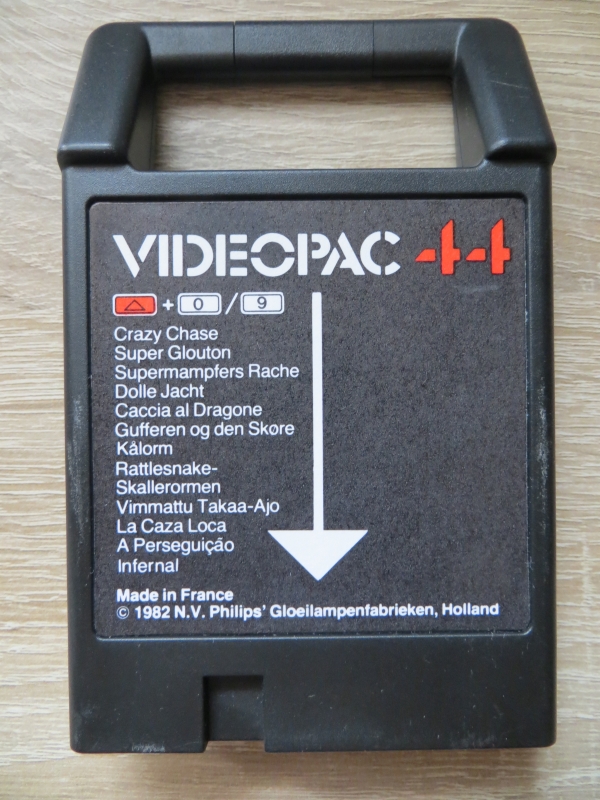 VIDEOPAC 44
+ 0 / 9
Crazy Chase
Super Glouton
Supermampfers Rache
Dolle Jacht
Caccia al Dragone
Gufferen og den Skøre
Kålorm
Rattlesnake-
Skallerormen
Vimmattu Takaa-Ajo
La Caza Loca
A Perseguição
Infernal
Made in France
© 1982 N.V. Philips' Gloeilampenfabrieken, Holland